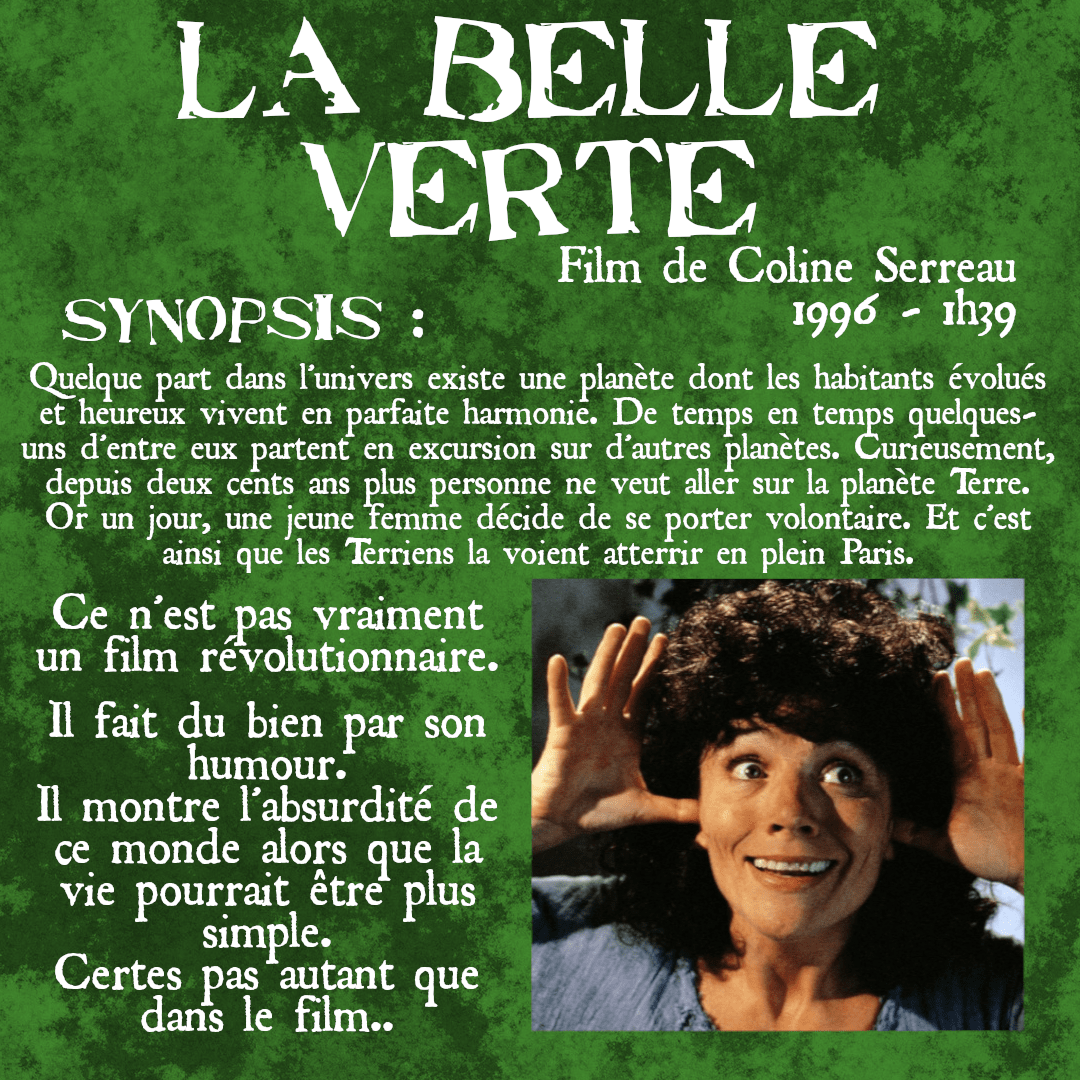 LA BELLE
VERTE
Film de Coline Serreau
1996 - 1h39
SYNOPSIS :
Quelque part dans l'univers existe une planète dont les habitants évolués
et heureux vivent en parfaite harmonie. De temps en temps quelques-
uns d'entre eux partent en excursion sur d'autres planètes. Curieusement,
depuis deux cents ans plus personne ne veut aller sur la planète Terre.
Or un jour, une jeune femme décide de se porter volontaire. Et c'est
ainsi que les Terriens la voient atterrir en plein Paris.
Ce n'est pas vraiment
un film révolutionnaire.
Il fait du bien par son
humour.
Il montre l'absurdité de
ce monde alors que la
vie pourrait être plus
simple.
Certes pas autant que
dans le film..